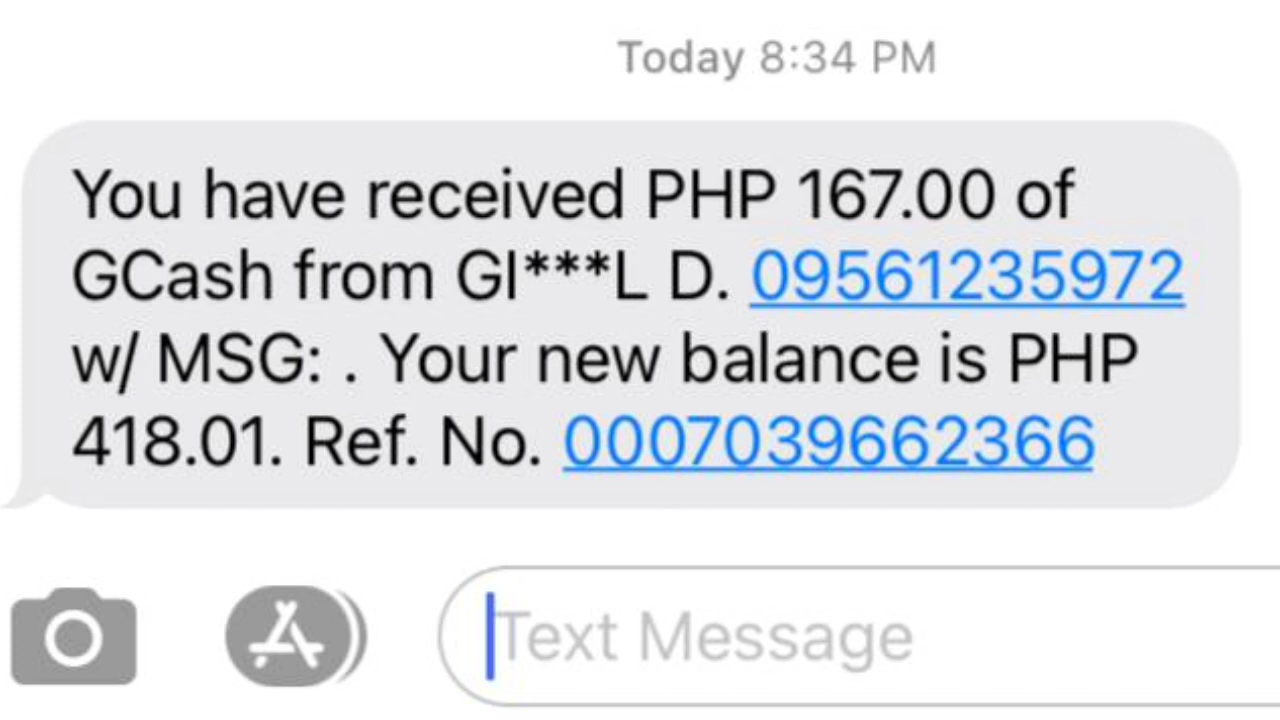 Today 8:34 PM
You have received PHP 167.00 of
GCash from GI***L D. 09561235972
w/ MSG: . Your new balance is PHP
418.01. Ref. No. 0007039662366
Text Message